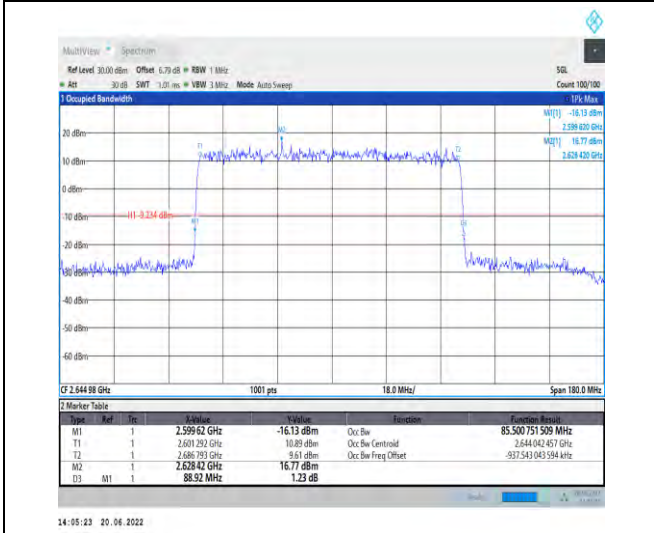 MultiView Spectrum
Ref Level 30.00 dBm Offset 6.79 dB RBW 1 MHz SGL
Att 30 dB SWT 1.01 ms VBW 3 MHz Mode Auto Sweep Count 100/100
1 Occupied Bandwidth 1Pk Max
M1[1] -16.13 dBm
2.599 620 GHz
M2[1] 16.77 dBm
2.628 420 GHz
20 dBm
M2
T1
T2
10 dBm
0 dBm
-10 dBm
H1 -9.234 dBm
M1
D3
-20 dBm
-30 dBm
-40 dBm
-50 dBm
-60 dBm
CF 2.644 98 GHz 1001 pts 18.0 MHz/ Span 180.0 MHz
2 Marker Table
Type Ref Trc X-Value Y-Value Function Function Result
M1 1 2.599 62 GHz -16.13 dBm Occ Bw 85.500 751 509 MHz
T1 1 2.601 292 GHz 10.89 dBm Occ Bw Centroid 2.644 042 457 GHz
T2 1 2.686 793 GHz 9.61 dBm Occ Bw Freq Offset -937.543 043 594 kHz
M2 1 2.628 42 GHz 16.77 dBm
D3 M1 1 88.92 MHz 1.23 dB
14:05:23 20.06.2022